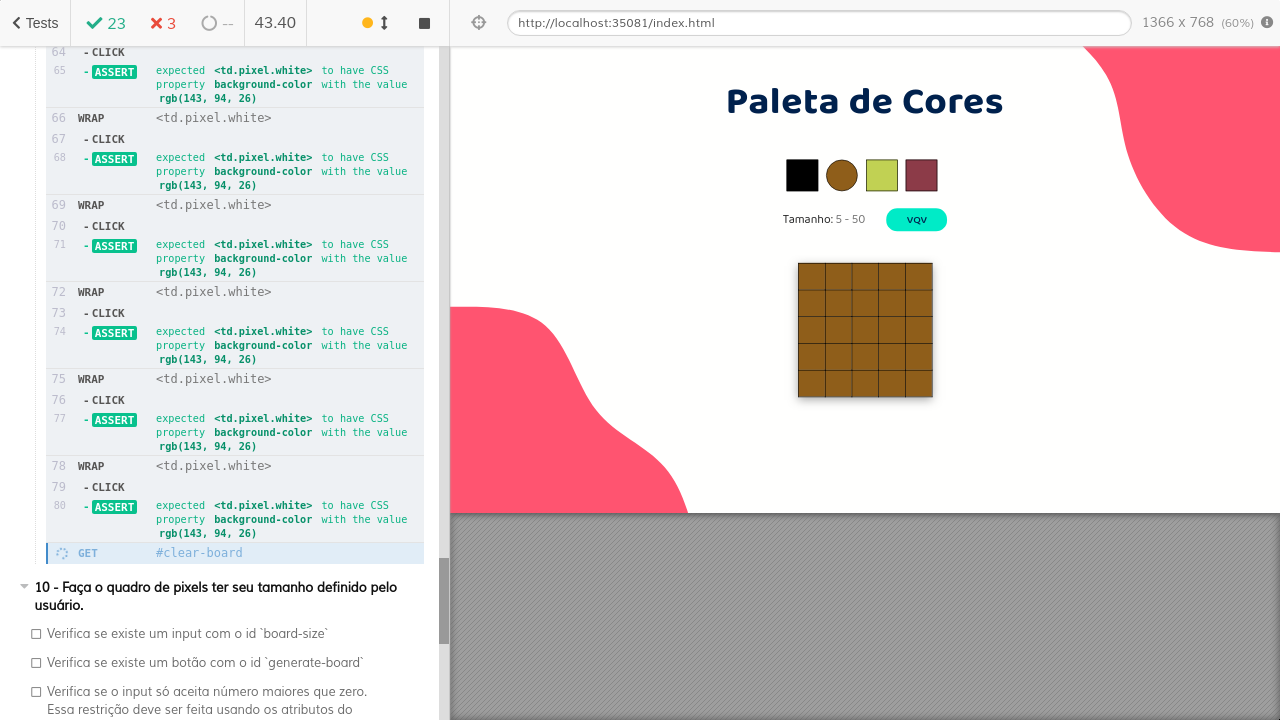 Tests 23 3 -- 43.40 http://localhost:35081/index.html 1366 x 768 (60%)
64 - CLICK
65 - ASSERT expected <td.pixel.white> to have CSS
property background-color with the value
rgb(143, 94, 26)
66 WRAP <td.pixel.white>
67 - CLICK
68 - ASSERT expected <td.pixel.white> to have CSS
property background-color with the value
rgb(143, 94, 26)
69 WRAP <td.pixel.white>
70 - CLICK
71 - ASSERT expected <td.pixel.white> to have CSS
property background-color with the value
rgb(143, 94, 26)
72 WRAP <td.pixel.white>
73 - CLICK
74 - ASSERT expected <td.pixel.white> to have CSS
property background-color with the value
rgb(143, 94, 26)
75 WRAP <td.pixel.white>
76 - CLICK
77 - ASSERT expected <td.pixel.white> to have CSS
property background-color with the value
rgb(143, 94, 26)
78 WRAP <td.pixel.white>
79 - CLICK
80 - ASSERT expected <td.pixel.white> to have CSS
property background-color with the value
rgb(143, 94, 26)
GET #clear-board
10 - Faça o quadro de pixels ter seu tamanho definido pelo
usuário.
Verifica se existe um input com o id `board-size`
Verifica se existe um botão com o id `generate-board`
Verifica se o input só aceita número maiores que zero.
Essa restrição deve ser feita usando os atributos do
Paleta de Cores
Tamanho: 5 - 50 VQV